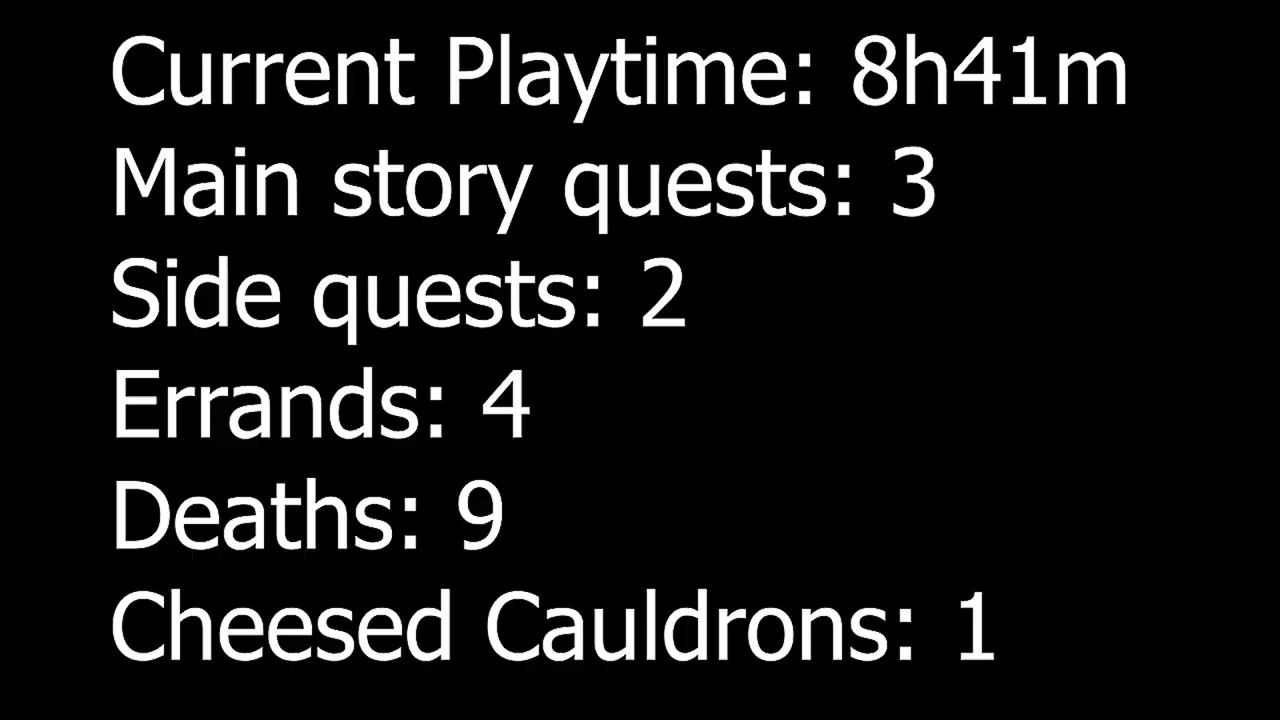 Current Playtime: 8h41m
Main story quests: 3
Side quests: 2
Errands: 4
Deaths: 9
Cheesed Cauldrons: 1